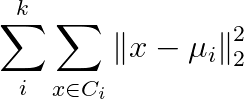 \sum_{i}^{k} \sum_{x \in C_i} \|x - \mu_i\|_2^2